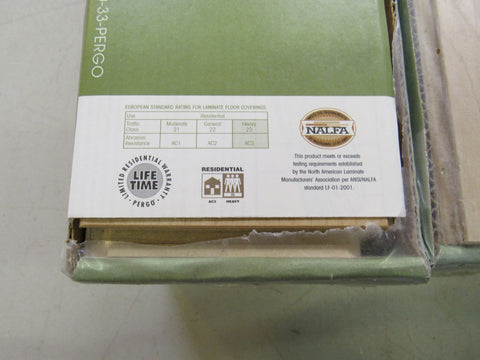 -33-PERGO
EUROPEAN STANDARD RATING FOR LAMINATE FLOOR COVERINGS
Use Residential
Traffic Class Moderate 21 General 22 Heavy 23
Abrasion Resistance AC1 AC2 AC3
NALFA
This product meets or exceeds
testing requirements established
by the North American Laminate
Manufacturers' Association per ANSI/NALFA
standard LF-01-2001.
LIMITED RESIDENTIAL WARRANTY
LIFE
TIME
· PERGO ·
RESIDENTIAL
AC3 HEAVY